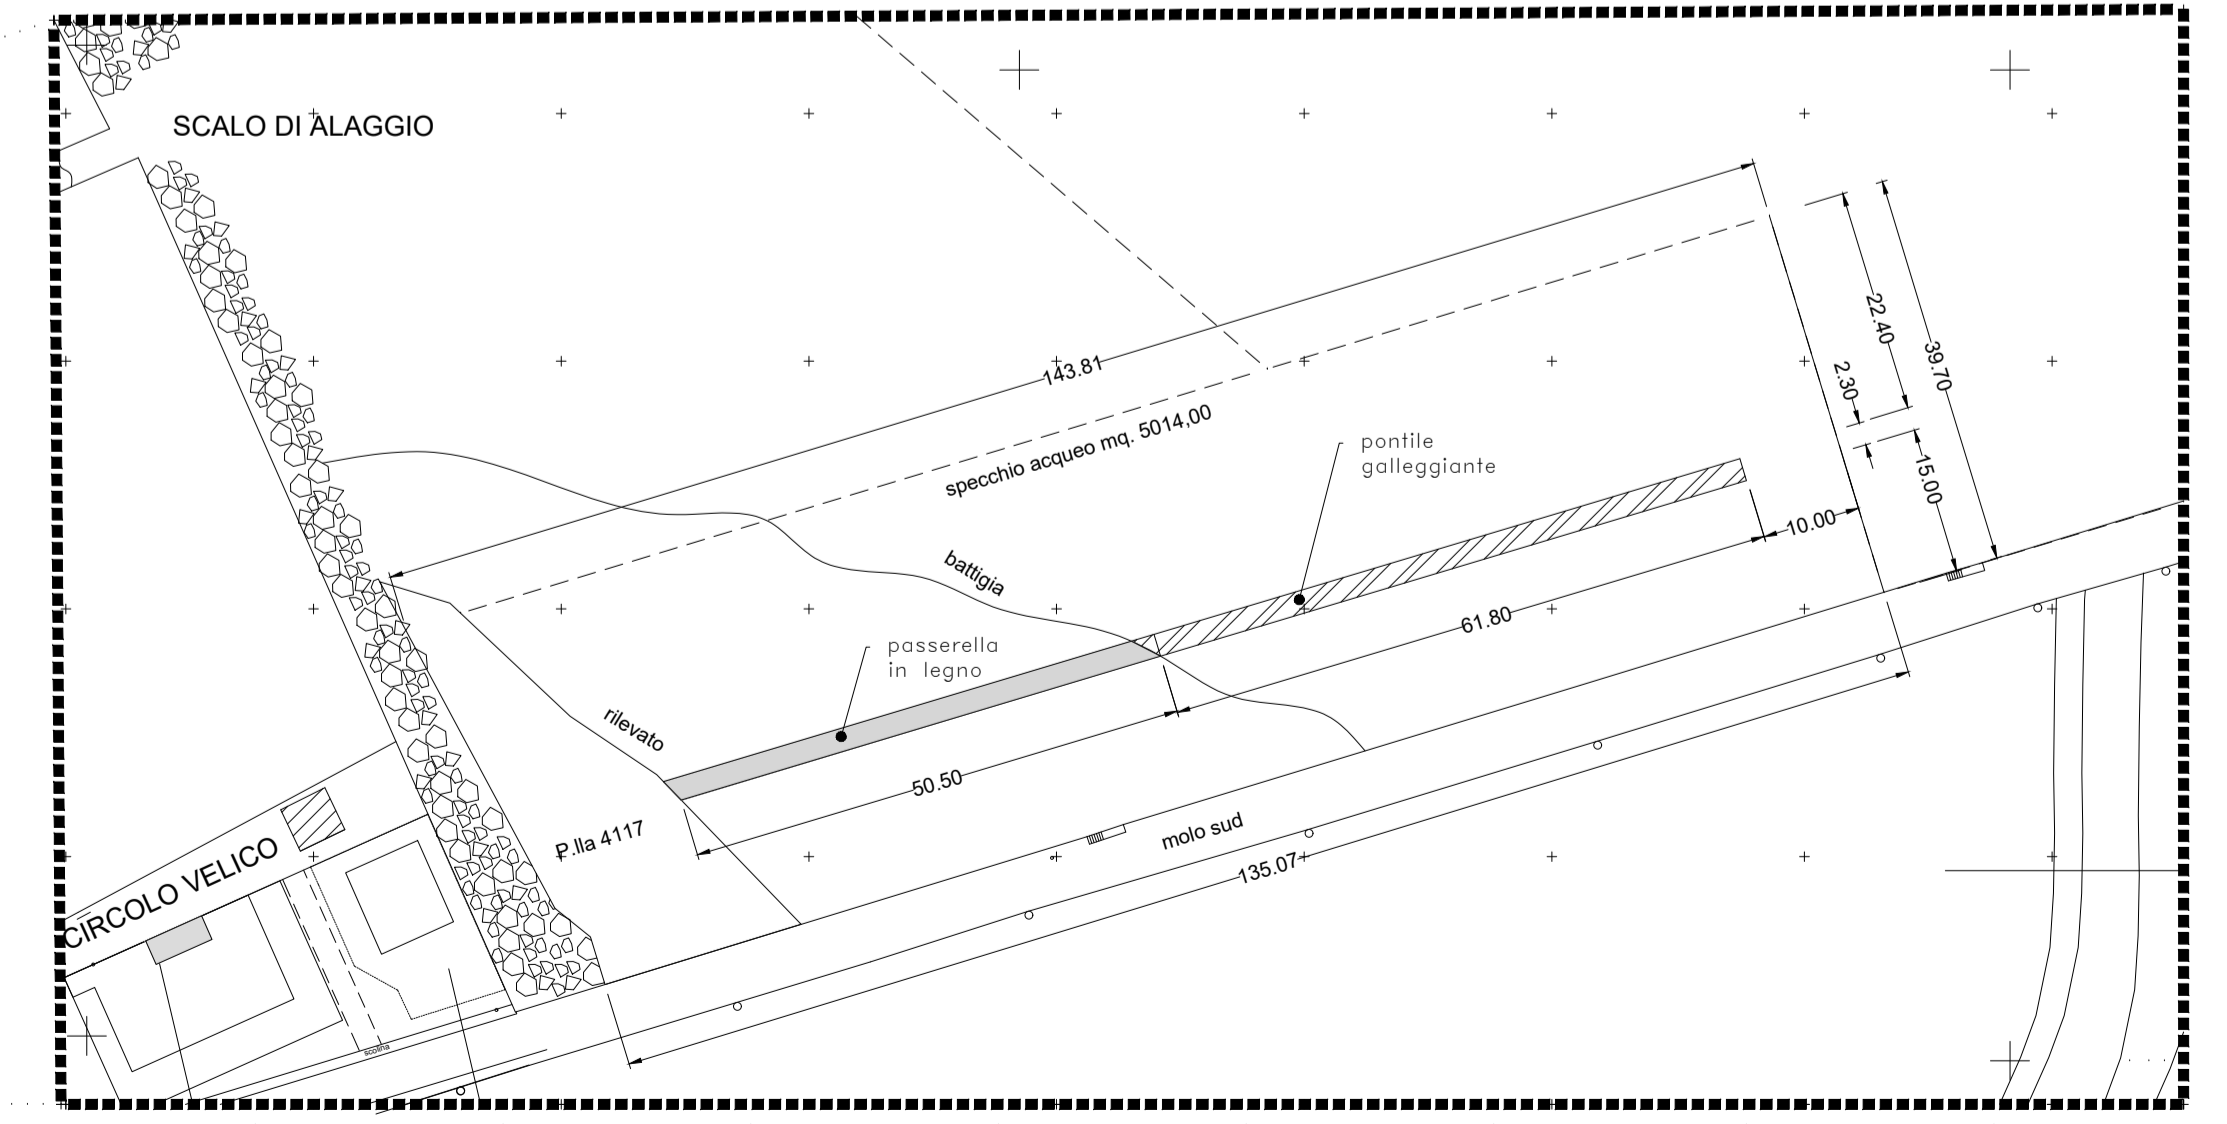 SCALO DI ALAGGIO
143.81
specchio acqueo mq. 5014,00
pontile
galleggiante
22.40
39.70
2.30
15.00
10.00
battigia
61.80
passerella
in legno
rilevato
50.50
P.lla 4117
molo sud
135.07
CIRCOLO VELICO
scolina